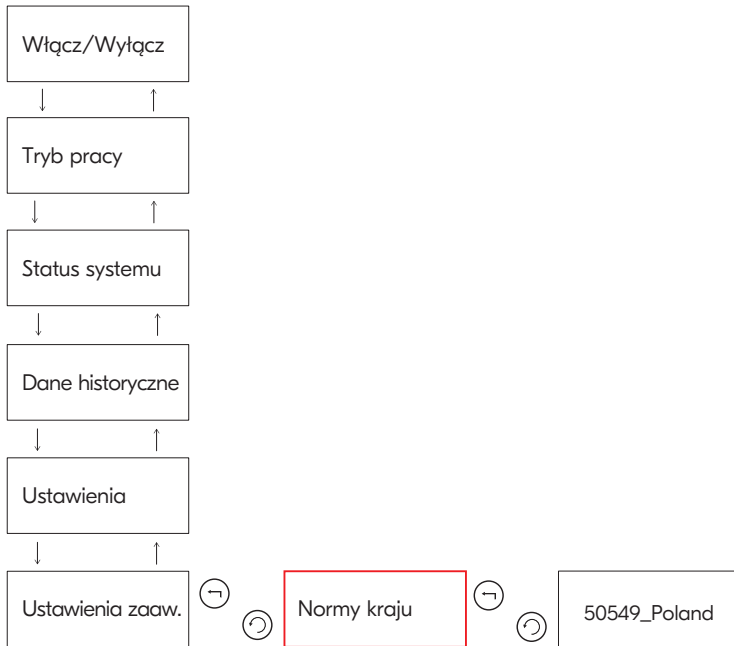 Włącz/Wyłącz
Tryb pracy
Status systemu
Dane historyczne
Ustawienia
Ustawienia zaaw.
Normy kraju
50549_Poland